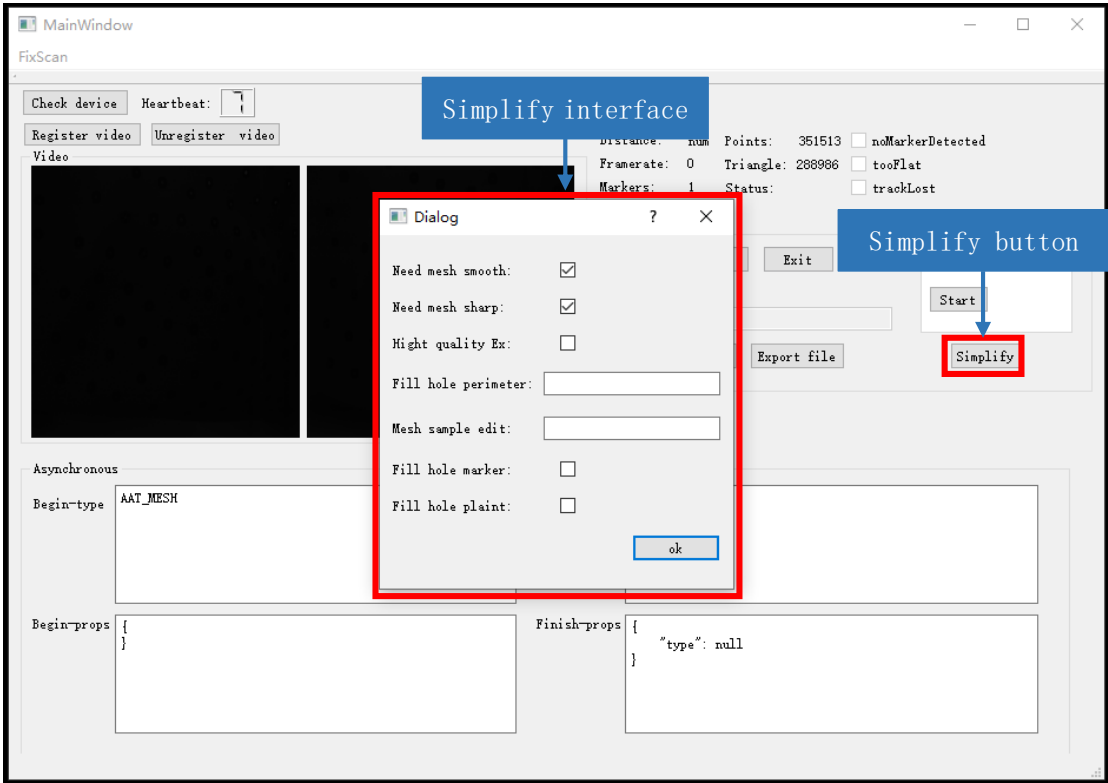 MainWindow
FixScan
Simplify interface
Check device Heartbeat: 7
Register video Unregister video
Video
Distance: num Points: 351513 noMarkerDetected
Framerate: 0 Triangle: 288986 tooFlat
Markers: 1 Status: trackLost
Simplify button
Exit
Start
Export file Simplify
Dialog ?
Need mesh smooth:
Need mesh sharp:
Hight quality Ex:
Fill hole perimeter:
Mesh sample edit:
Fill hole marker:
Fill hole plaint:
ok
Asynchronous
Begin-type AAT_MESH
Begin-props {
}
Finish-props {
"type": null
}